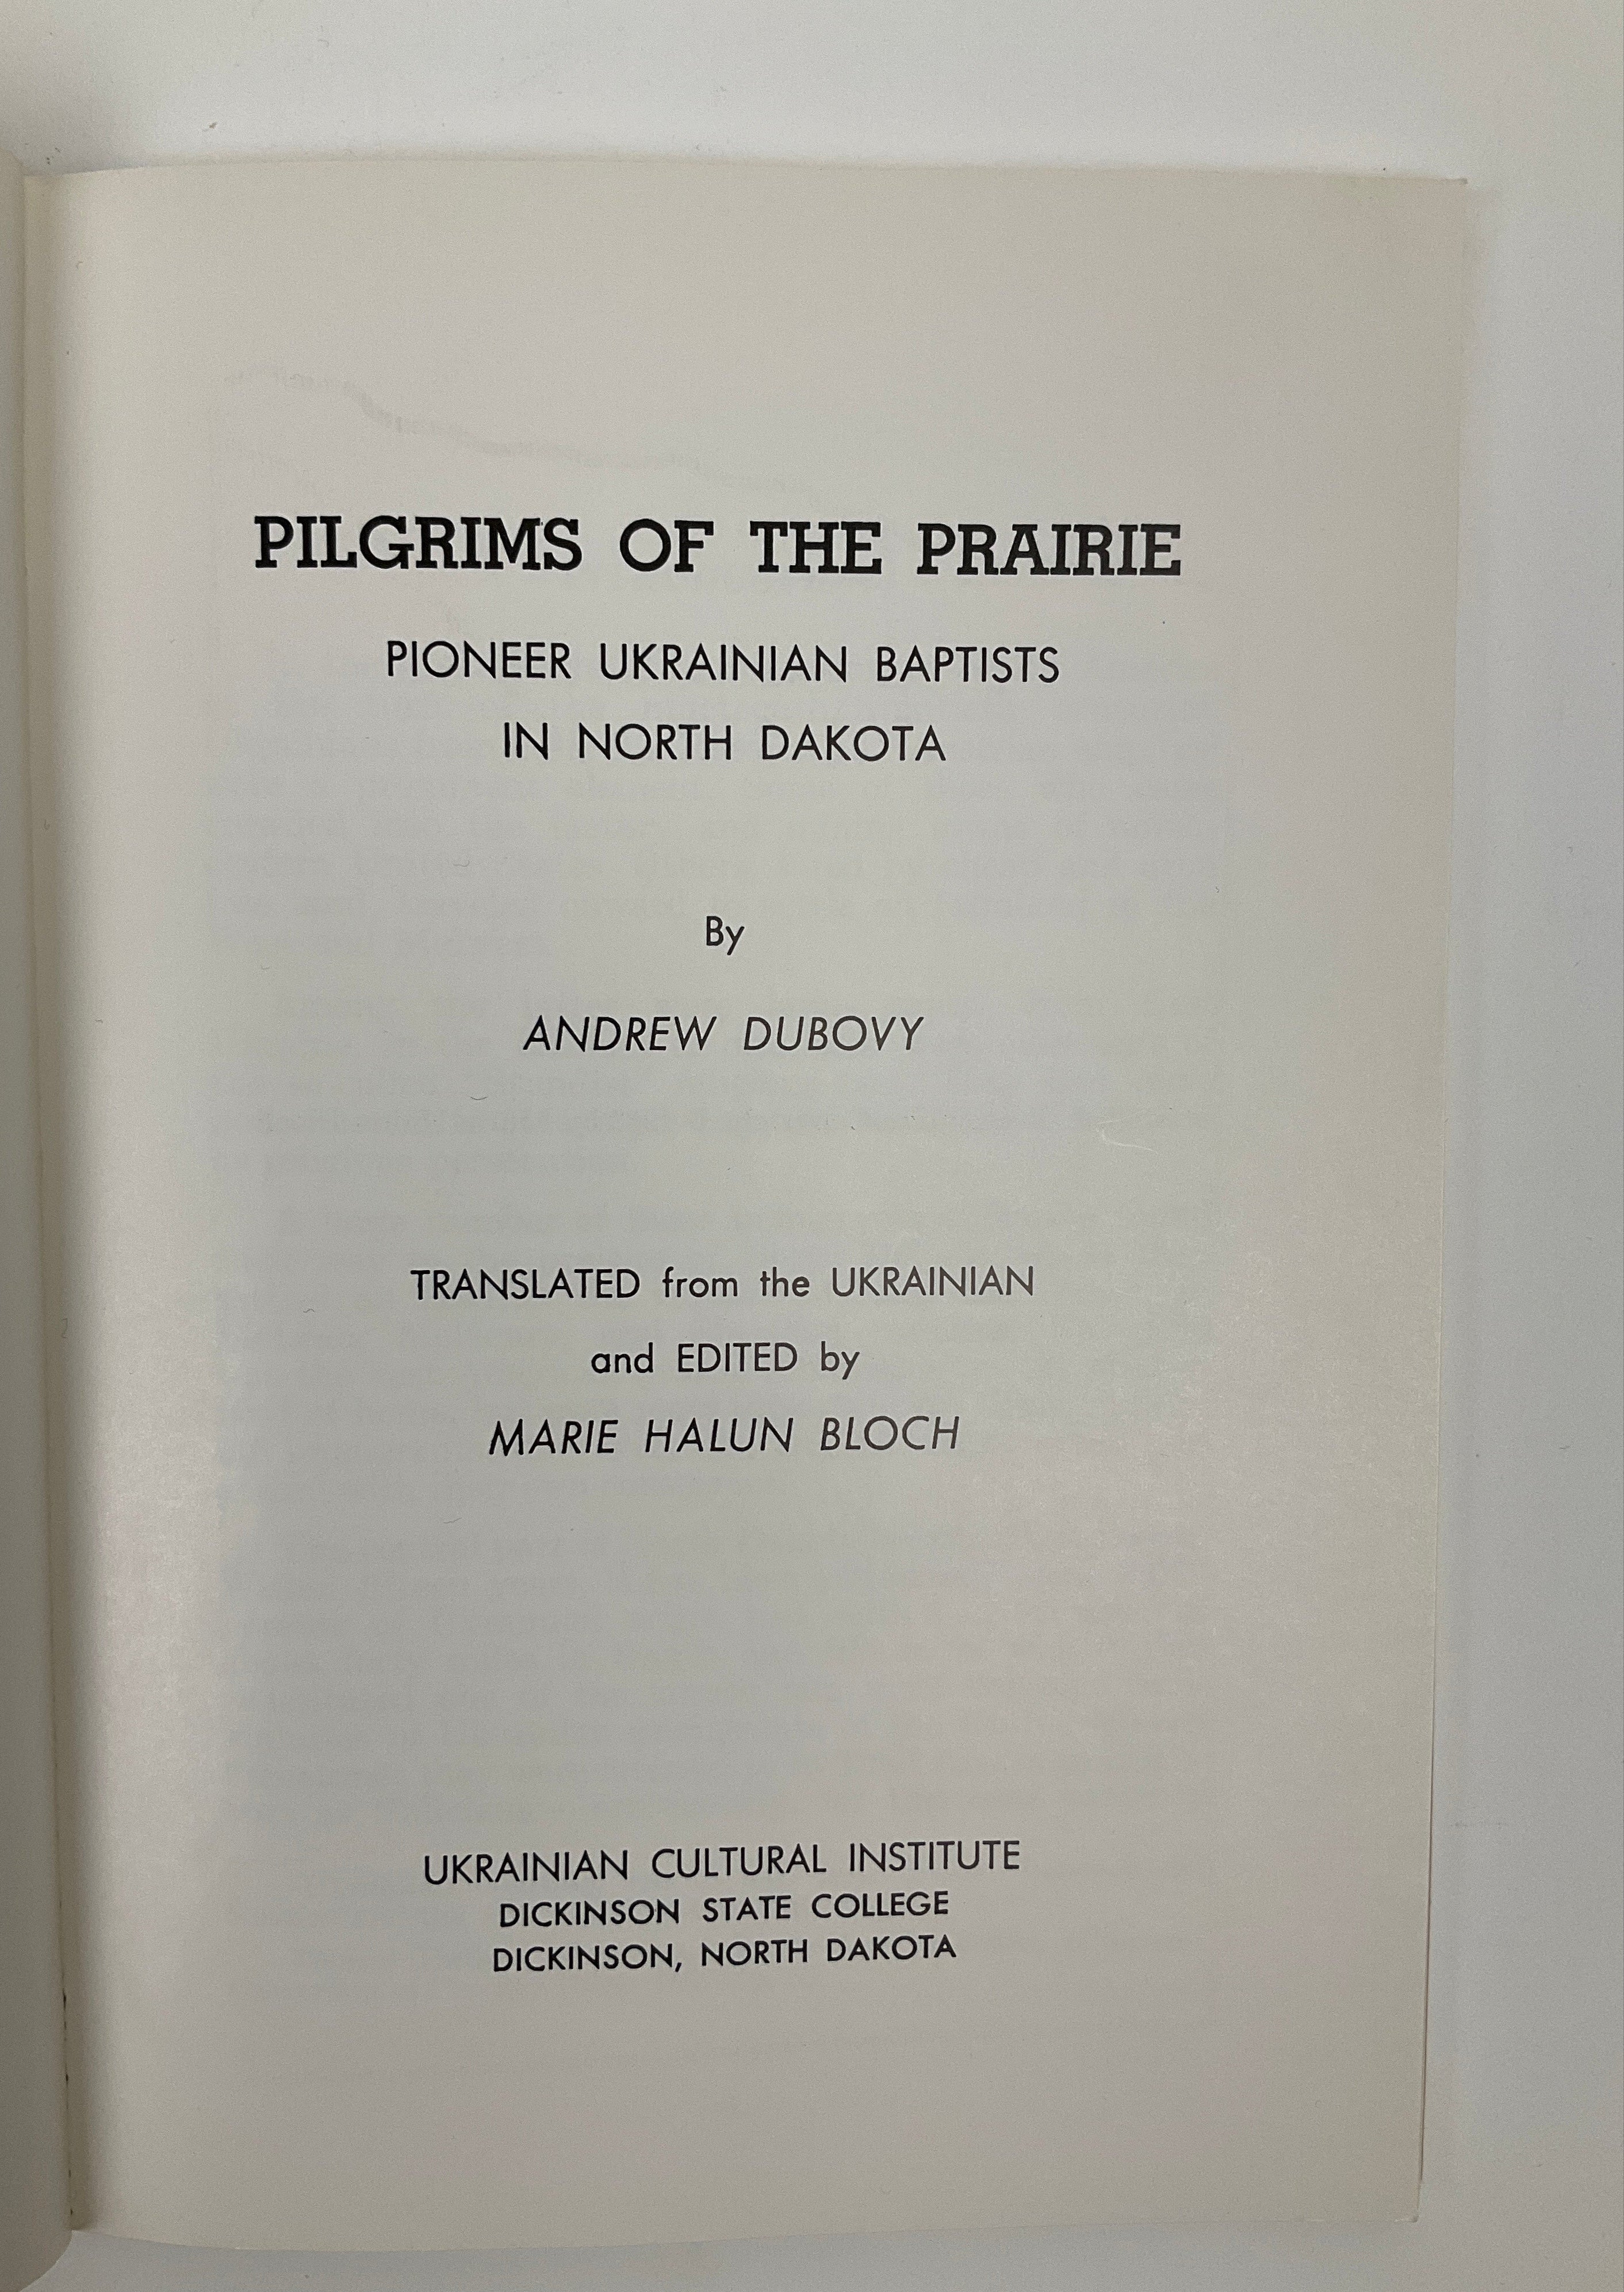 PILGRIMS OF THE PRAIRIE
PIONEER UKRAINIAN BAPTISTS
IN NORTH DAKOTA
By
ANDREW DUBOVY
TRANSLATED from the UKRAINIAN
and EDITED by
MARIE HALUN BLOCH
UKRAINIAN CULTURAL INSTITUTE
DICKINSON STATE COLLEGE
DICKINSON, NORTH DAKOTA